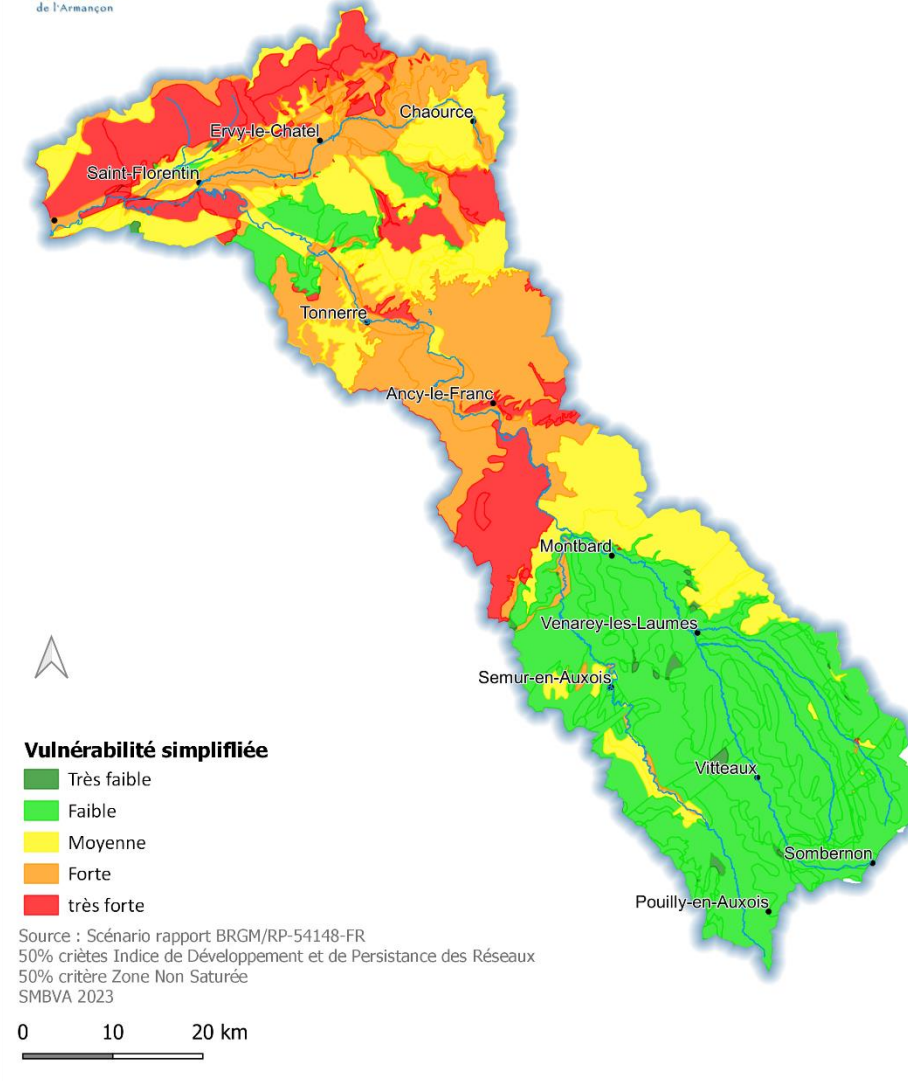 de l'Armançon
Chaource
Ervy-le-Chatel
Saint-Florentin
Tonnerre
Ancy-le-Franc
Montbard
Venarey-les-Laumes
Semur-en-Auxois
Vitteaux
Sombernon
Pouilly-en-Auxois
Vulnérabilité simplifliée
Très faible
Faible
Moyenne
Forte
très forte
Source : Scénario rapport BRGM/RP-54148-FR
50% criètes Indice de Développement et de Persistance des Réseaux
50% critère Zone Non Saturée
SMBVA 2023
0 10 20 km